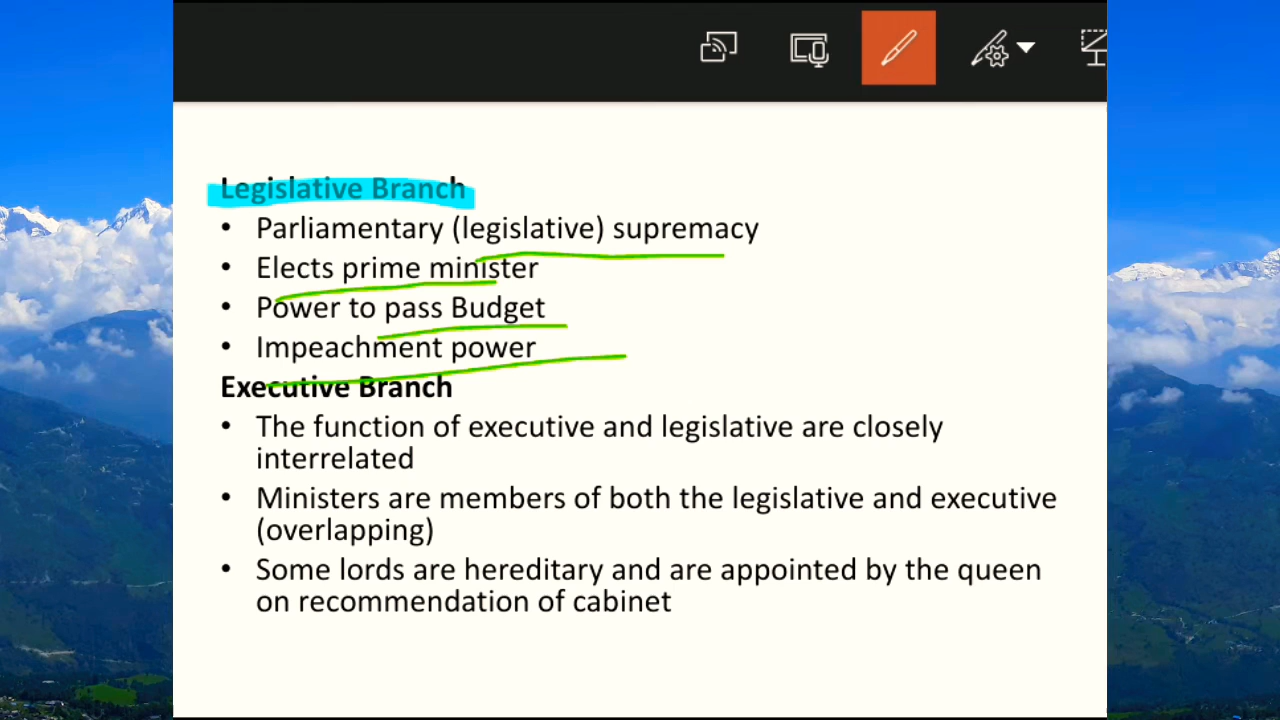 Legislative Branch
• Parliamentary (legislative) supremacy
• Elects prime minister
• Power to pass Budget
• Impeachment power
Executive Branch
• The function of executive and legislative are closely
interrelated
• Ministers are members of both the legislative and executive
(overlapping)
• Some lords are hereditary and are appointed by the queen
on recommendation of cabinet